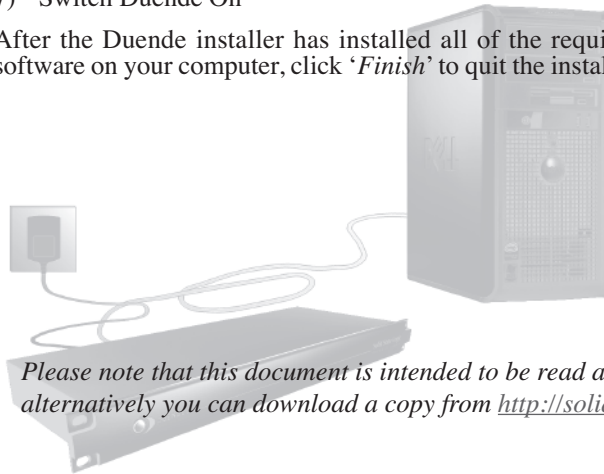 7) Switch Duende On
After the Duende installer has installed all of the requi
software on your computer, click ‘Finish’ to quit the instal
Please note that this document is intended to be read a
alternatively you can download a copy from http://solid